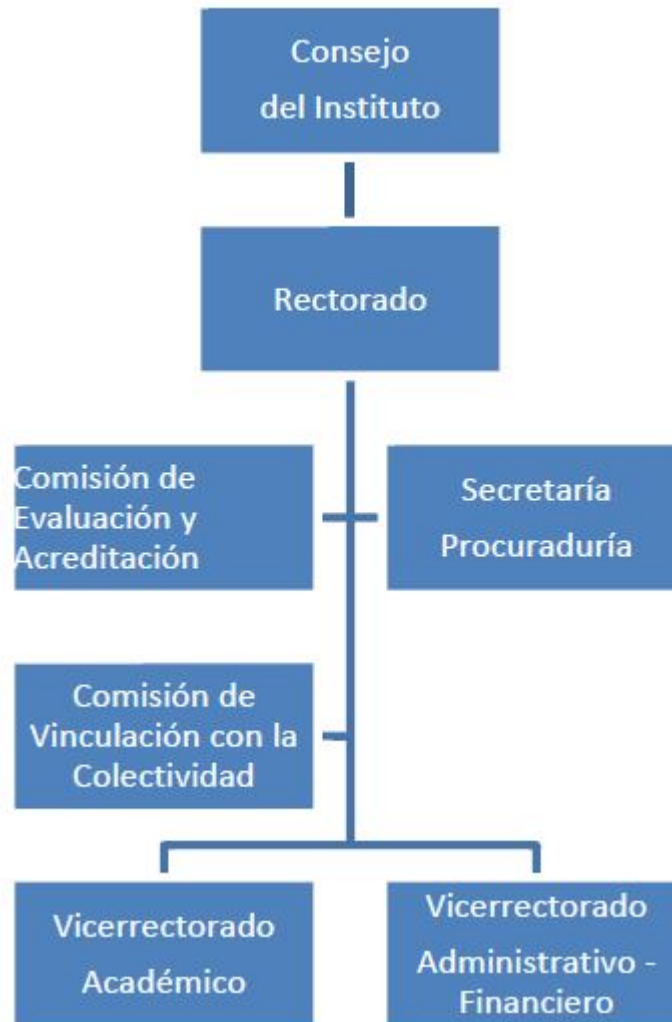 Consejo
del Instituto
Rectorado
Comisión de
Evaluación y
Acreditación
Secretaría
Procuraduría
Comisión de
Vinculación con la
Colectividad
Vicerrectorado
Académico
Vicerrectorado
Administrativo -
Financiero